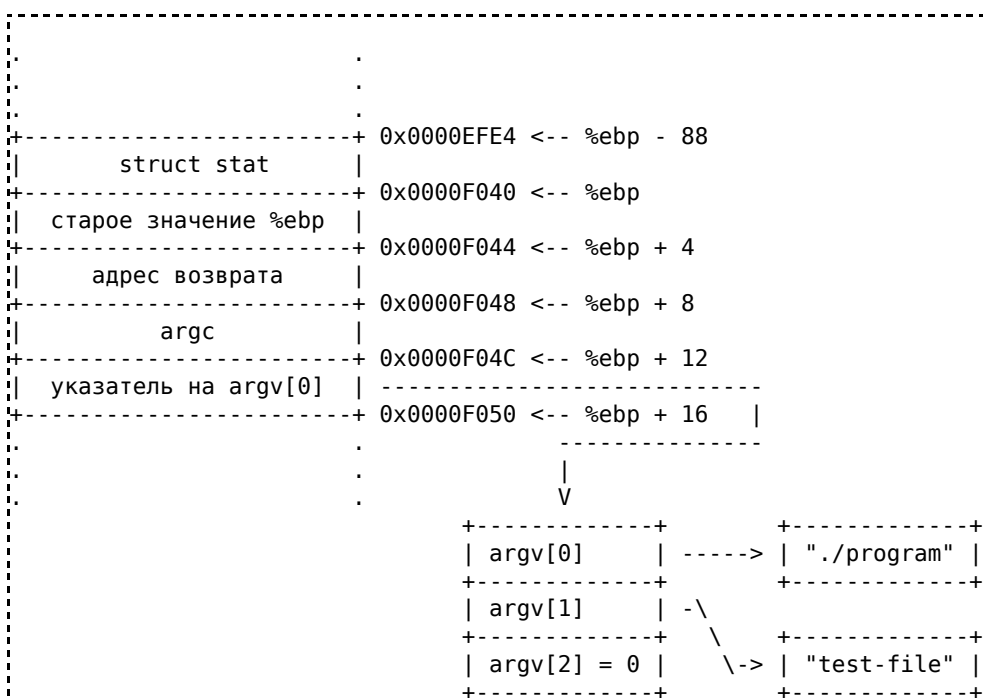 .                         .
.                         .
.                         .
+------------------------+ 0x0000EFE4 <-- %ebp - 88
|       struct stat      |
+------------------------+ 0x0000F040 <-- %ebp
|  старое значение %ebp  |
+------------------------+ 0x0000F044 <-- %ebp + 4
|     адрес возврата     |
+------------------------+ 0x0000F048 <-- %ebp + 8
|          argc          |
+------------------------+ 0x0000F04C <-- %ebp + 12
|  указатель на argv[0]  | ----------------------------
+------------------------+ 0x0000F050 <-- %ebp + 16   |
.                        .              ---------------
.                        .              |
.                        .              V
                                 +-------------+        +-------------+
                                 | argv[0]     | -----> | "./program" |
                                 +-------------+        +-------------+
                                 | argv[1]     | -\
                                 +-------------+   \    +-------------+
                                 | argv[2] = 0 |    \-> | "test-file" |
                                 +-------------+        +-------------+